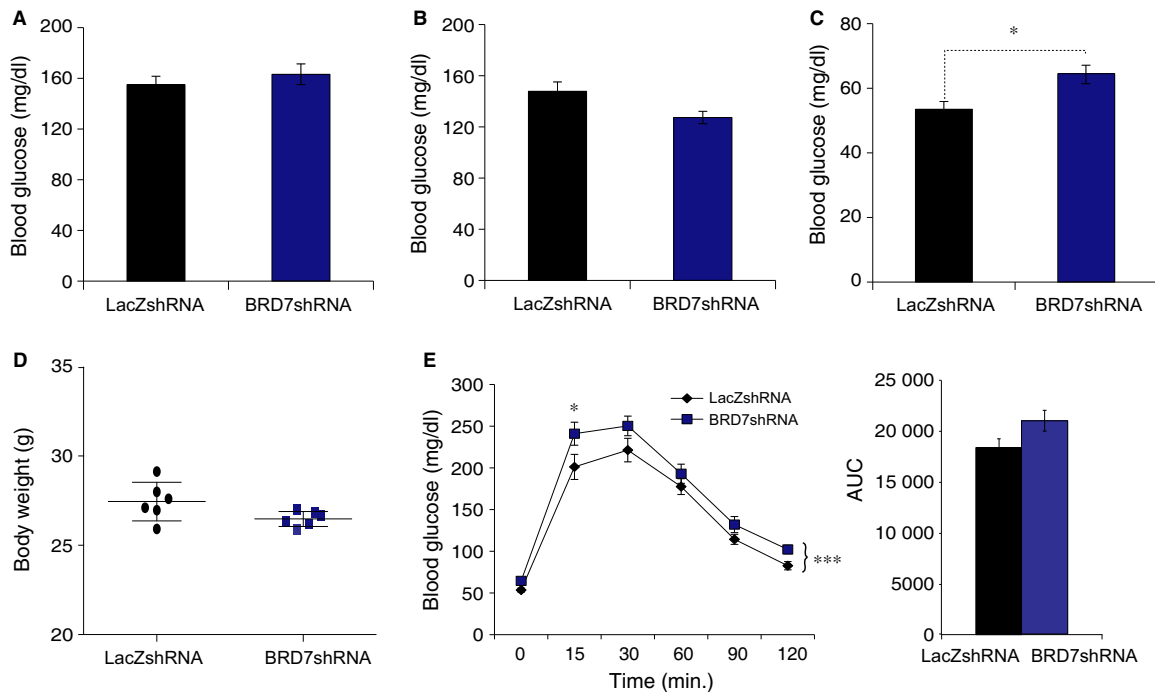 A
Blood glucose (mg/dl)
200
160
120
80
40
0
LacZshRNA
BRD7shRNA
B
Blood glucose (mg/dl)
200
160
120
80
40
0
LacZshRNA
BRD7shRNA
C
Blood glucose (mg/dl)
80
60
40
20
0
*
LacZshRNA
BRD7shRNA
D
Body weight (g)
35
31
29
25
20
LacZshRNA
BRD7shRNA
E
Blood glucose (mg/dl)
300
250
200
150
100
50
0
*
LacZshRNA
BRD7shRNA
***
0 15 30 60 90 120
Time (min.)
AUC
25 000
20 000
15 000
10 000
5000
0
LacZshRNA BRD7shRNA